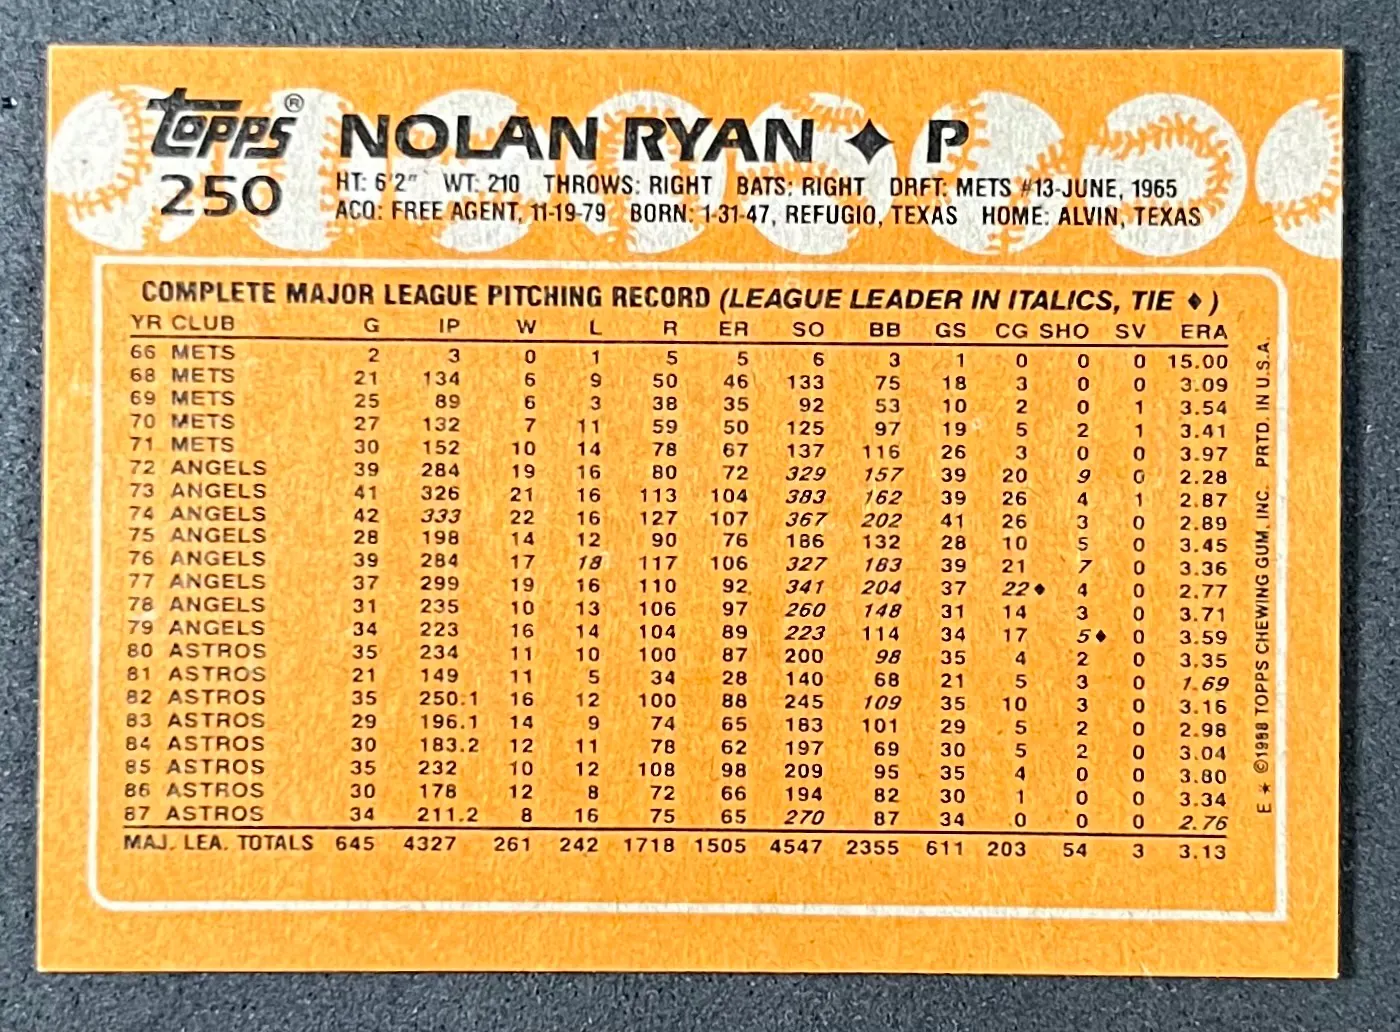 Topps® NOLAN RYAN ♦ P
250
HT: 6'2" WT: 210 THROWS: RIGHT BATS: RIGHT DRFT: METS #13-JUNE, 1965
ACQ: FREE AGENT, 11-19-79 BORN: 1-31-47, REFUGIO, TEXAS HOME: ALVIN, TEXAS
COMPLETE MAJOR LEAGUE PITCHING RECORD (LEAGUE LEADER IN ITALICS, TIE ♦)
YR CLUB G IP W L R ER SO BB GS CG SHO SV ERA
66 METS 2 3 0 1 5 5 6 3 1 0 0 0 15.00
68 METS 21 134 6 9 50 46 133 75 18 3 0 0 3.09
69 METS 25 89 6 3 38 35 92 53 10 2 0 1 3.54
70 METS 27 132 7 11 59 50 125 97 19 5 2 1 3.41
71 METS 30 152 10 14 78 67 137 116 26 3 0 0 3.97
72 ANGELS 39 284 19 16 80 72 329 157 39 20 9 0 2.28
73 ANGELS 41 326 21 16 113 104 383 162 39 26 4 1 2.87
74 ANGELS 42 333 22 16 127 107 367 202 41 26 3 0 2.89
75 ANGELS 28 198 14 12 90 76 186 132 28 10 5 0 3.45
76 ANGELS 39 284 17 18 117 106 327 183 39 21 7 0 3.36
77 ANGELS 37 299 19 16 110 92 341 204 37 22♦ 4 0 2.77
78 ANGELS 31 235 10 13 106 97 260 148 31 14 3 0 3.71
79 ANGELS 34 223 16 14 104 89 223 114 34 17 5♦ 0 3.59
80 ASTROS 35 234 11 10 100 87 200 98 35 4 2 0 3.35
81 ASTROS 21 149 11 5 34 28 140 68 21 5 3 0 1.69
82 ASTROS 35 250.1 16 12 100 88 245 109 35 10 3 0 3.16
83 ASTROS 29 196.1 14 9 74 65 183 101 29 5 2 0 2.98
84 ASTROS 30 183.2 12 11 78 62 197 69 30 5 2 0 3.04
85 ASTROS 35 232 10 12 108 98 209 95 35 4 0 0 3.80
86 ASTROS 30 178 12 8 72 66 194 82 30 1 0 0 3.34
87 ASTROS 34 211.2 8 16 75 65 270 87 34 0 0 0 2.76
MAJ. LEA. TOTALS 645 4327 261 242 1718 1505 4547 2355 611 203 54 3 3.13
E * ©1988 TOPPS CHEWING GUM, INC. PRTD. IN U.S.A.